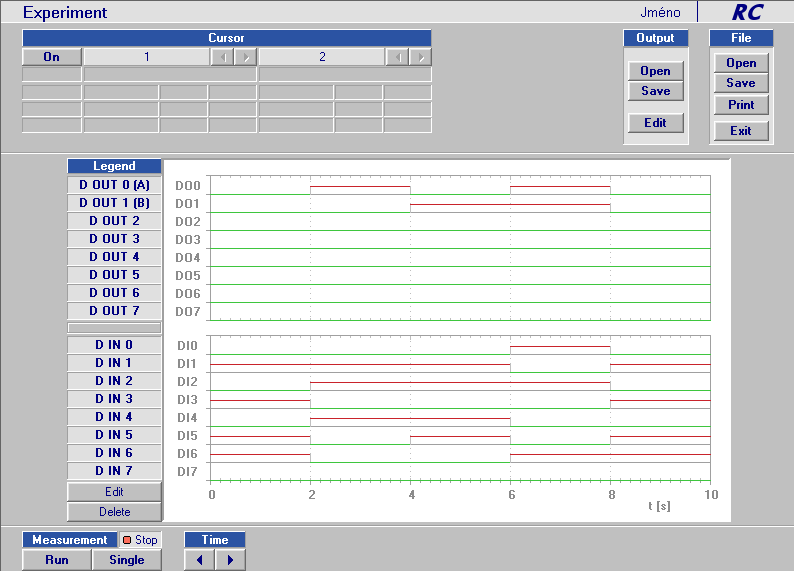 Experiment Jméno RC
Cursor Output File
On 1 2
Open Open
Save Save
Print
Edit
Exit
Legend
D OUT 0 (A) DO0
D OUT 1 (B) DO1
D OUT 2 DO2
D OUT 3 DO3
D OUT 4 DO4
D OUT 5 DO5
D OUT 6 DO6
D OUT 7 DO7
D IN 0 DI0
D IN 1 DI1
D IN 2 DI2
D IN 3 DI3
D IN 4 DI4
D IN 5 DI5
D IN 6 DI6
D IN 7 DI7
Edit 0 2 4 6 8 10
t [s]
Delete
Measurement Stop Time
Run Single